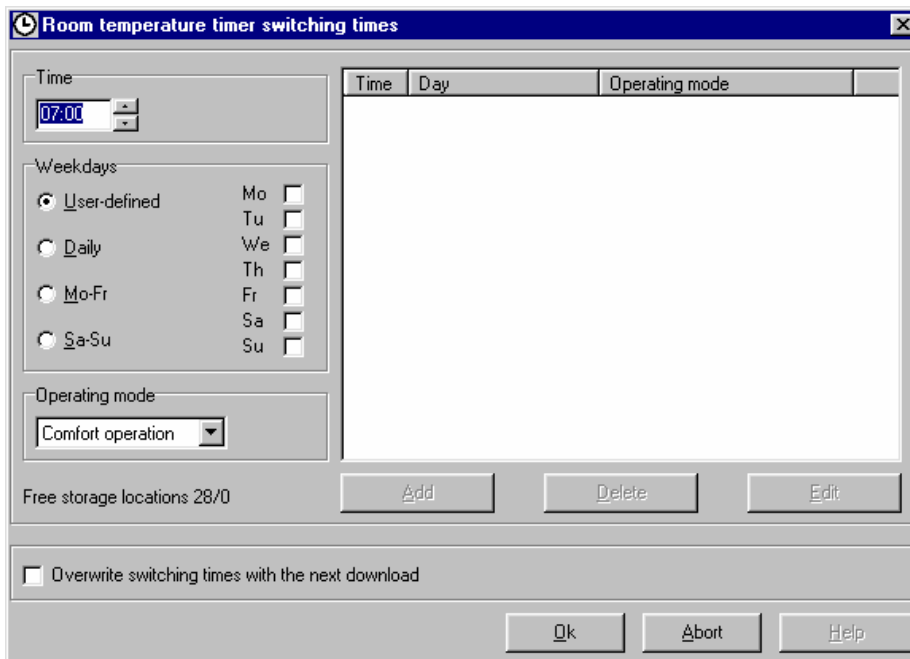 Room temperature timer switching times
Time
07:00
Weekdays
User-defined
Daily
Mo-Fr
Sa-Su
Mo
Tu
We
Th
Fr
Sa
Su
Operating mode
Comfort operation
Free storage locations 28/0
Time Day Operating mode
Add Delete Edit
Overwrite switching times with the next download
Ok Abort Help